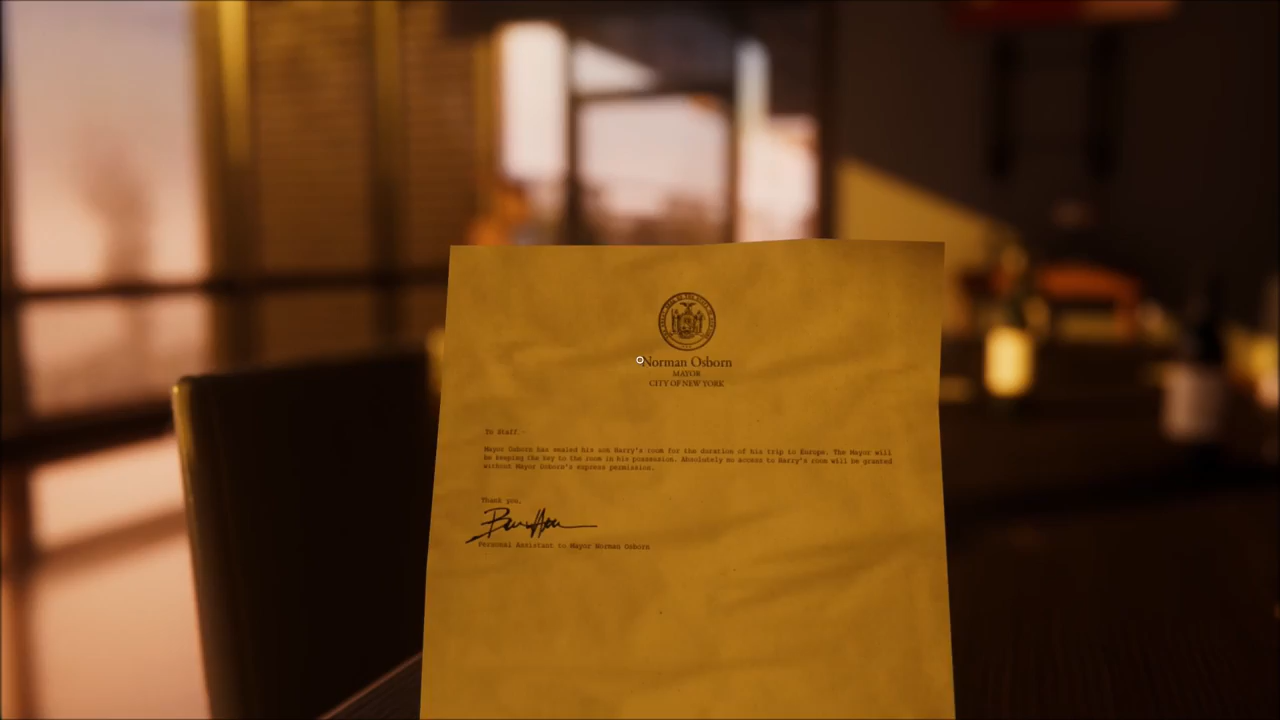 Norman Osborn
MAYOR
CITY OF NEW YORK
To Staff.-
Mayor Osborn has sealed his son Harry's room for the duration of his trip to Europe. The Mayor will
be keeping the key to the room in his possession. Absolutely no access to Harry's room will be granted
without Mayor Osborn's express permission.
Thank you,
Personal Assistant to Mayor Norman Osborn